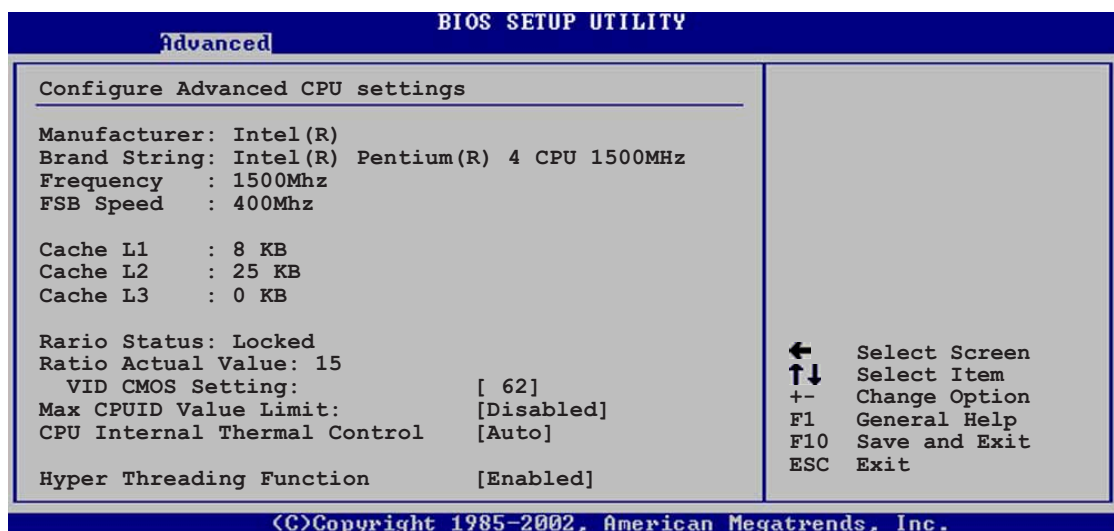 BIOS SETUP UTILITY
Advanced
Configure Advanced CPU settings
Manufacturer: Intel(R)
Brand String: Intel(R) Pentium(R) 4 CPU 1500MHz
Frequency : 1500Mhz
FSB Speed : 400Mhz
Cache L1 : 8 KB
Cache L2 : 25 KB
Cache L3 : 0 KB
Rario Status: Locked
Ratio Actual Value: 15
VID CMOS Setting: [ 62]
Max CPUID Value Limit: [Disabled]
CPU Internal Thermal Control [Auto]
Hyper Threading Function [Enabled]
← Select Screen
↑↓ Select Item
+- Change Option
F1 General Help
F10 Save and Exit
ESC Exit
(C)Copyright 1985-2002, American Megatrends, Inc.